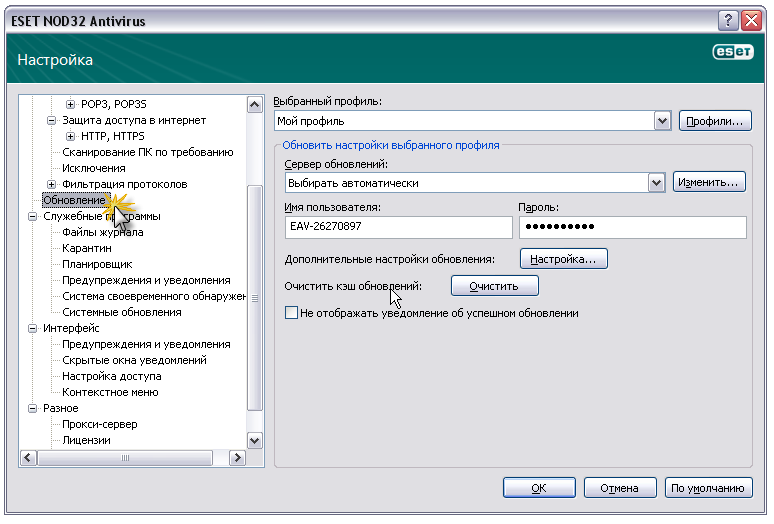 ESET NOD32 Antivirus
Настройка
eset
POP3, POP3S
Защита доступа в интернет
HTTP, HTTPS
Сканирование ПК по требованию
Исключения
Фильтрация протоколов
Обновление
Служебные программы
Файлы журнала
Карантин
Планировщик
Предупреждения и уведомления
Система своевременного обнаружен
Системные обновления
Интерфейс
Предупреждения и уведомления
Скрытые окна уведомлений
Настройка доступа
Контекстное меню
Разное
Прокси-сервер
Лицензии
Выбранный профиль:
Мой профиль
Профили...
Обновить настройки выбранного профиля
Сервер обновлений:
Выбирать автоматически
Изменить...
Имя пользователя:
Пароль:
EAV-26270897
••••••••••
Дополнительные настройки обновления:
Настройка...
Очистить кэш обновлений:
Очистить
Не отображать уведомление об успешном обновлении
OK
Отмена
По умолчанию